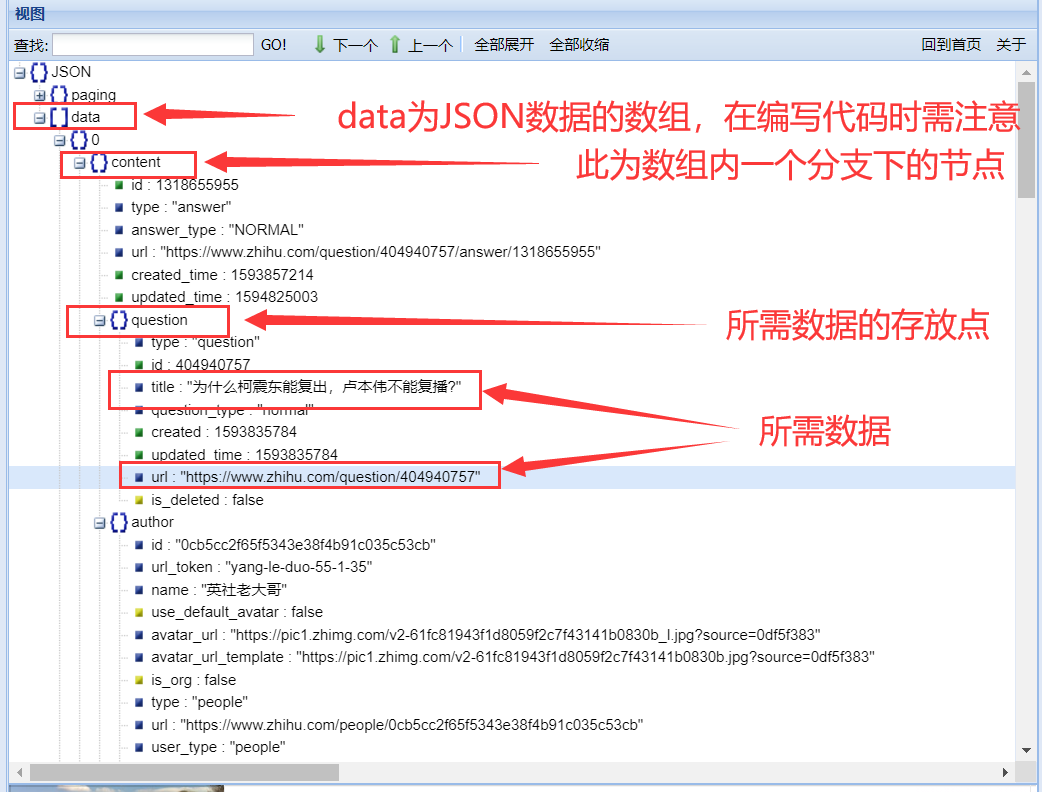 视图
查找: GO! 下一个 上一个 全部展开 全部收缩 回到首页 关于
JSON
paging
data
data为JSON数据的数组，在编写代码时需注意
0
content
此为数组内一个分支下的节点
id : 1318655955
type : "answer"
answer_type : "NORMAL"
url : "https://www.zhihu.com/question/404940757/answer/1318655955"
created_time : 1593857214
updated_time : 1594825003
question
所需数据的存放点
type : "question"
id : 404940757
title : "为什么柯震东能复出，卢本伟不能复播?"
question_type : "normal"
所需数据
created : 1593835784
updated_time : 1593835784
url : "https://www.zhihu.com/question/404940757"
is_deleted : false
author
id : "0cb5cc2f65f5343e38f4b91c035c53cb"
url_token : "yang-le-duo-55-1-35"
name : "英社老大哥"
use_default_avatar : false
avatar_url : "https://pic1.zhimg.com/v2-61fc81943f1d8059f2c7f43141b0830b_l.jpg?source=0df5f383"
avatar_url_template : "https://pic1.zhimg.com/v2-61fc81943f1d8059f2c7f43141b0830b.jpg?source=0df5f383"
is_org : false
type : "people"
url : "https://www.zhihu.com/people/0cb5cc2f65f5343e38f4b91c035c53cb"
user_type : "people"